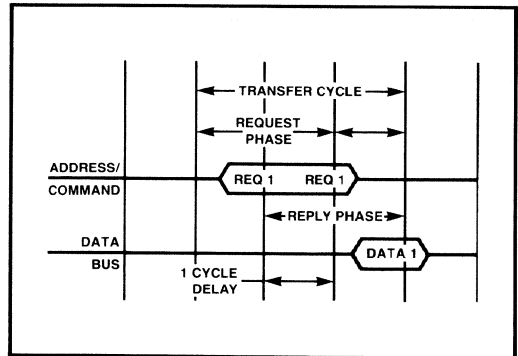 TRANSFER CYCLE
REQUEST
PHASE
ADDRESS/
COMMAND
REQ 1 REQ 1
REPLY PHASE
DATA
BUS
DATA 1
1 CYCLE
DELAY